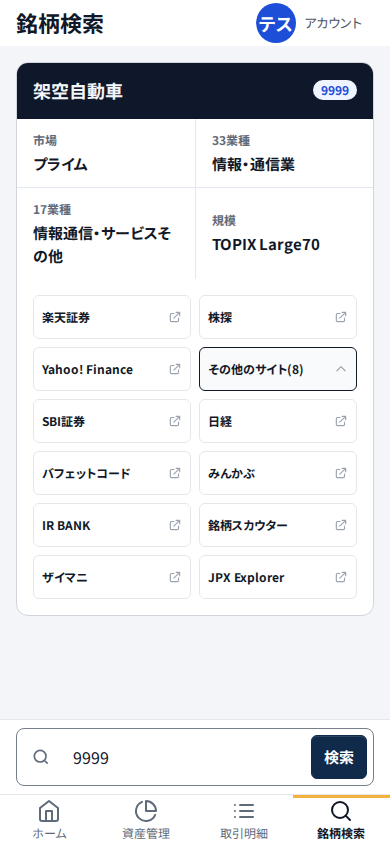 銘柄検索
テス アカウント
架空自動車 9999
市場
プライム
33業種
情報・通信業
17業種
情報通信・サービスそ
の他
規模
TOPIX Large70
楽天証券
株探
Yahoo! Finance
その他のサイト(8)
SBI証券
日経
バフェットコード
みんかぶ
IR BANK
銘柄スカウター
ザイマニ
JPX Explorer
9999
検索
ホーム
資産管理
取引明細
銘柄検索